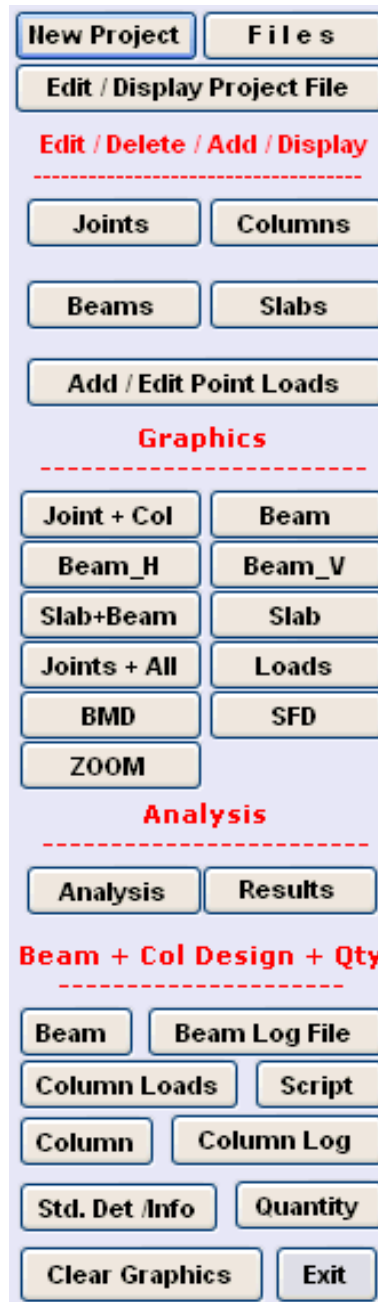 New Project Files
Edit / Display Project File
Edit / Delete / Add / Display
Joints Columns
Beams Slabs
Add / Edit Point Loads
Graphics
Joint + Col Beam
Beam_H Beam_V
Slab+Beam Slab
Joints + All Loads
BMD SFD
ZOOM
Analysis
Analysis Results
Beam + Col Design + Qty
Beam Beam Log File
Column Loads Script
Column Column Log
Std. Det /Info Quantity
Clear Graphics Exit